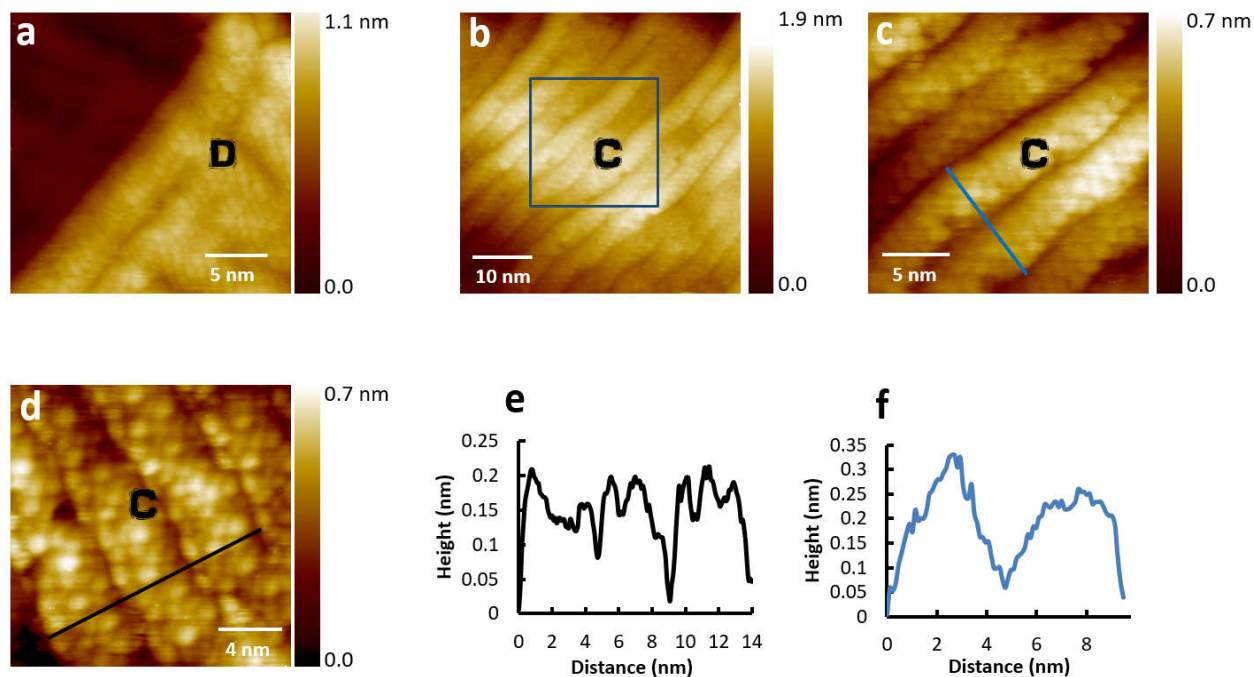 a
1.1 nm
D
5 nm
0.0
b
1.9 nm
C
10 nm
0.0
c
0.7 nm
C
5 nm
0.0
d
0.7 nm
C
4 nm
0.0
e
0.25
0.2
0.15
0.1
0.05
0
Height (nm)
0 2 4 6 8 10 12 14
Distance (nm)
f
0.35
0.3
0.25
0.2
0.15
0.1
0.05
0
Height (nm)
0 2 4 6 8
Distance (nm)